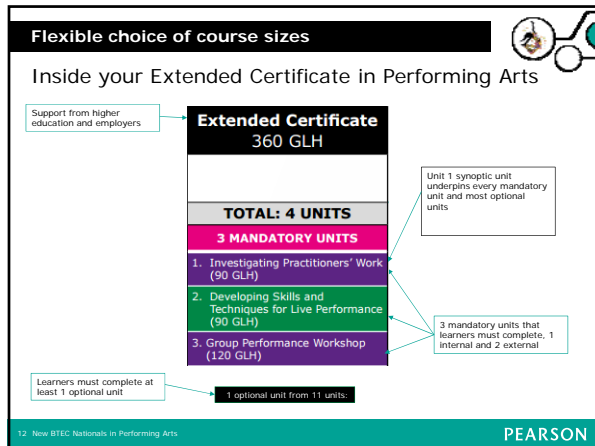 Flexible choice of course sizes
Inside your Extended Certificate in Performing Arts
Support from higher
education and employers
Extended Certificate
360 GLH
TOTAL: 4 UNITS
3 MANDATORY UNITS
1. Investigating Practitioners' Work
(90 GLH)
2. Developing Skills and
Techniques for Live Performance
(90 GLH)
3. Group Performance Workshop
(120 GLH)
Unit 1 synoptic unit
underpins every mandatory
unit and most optional
units
3 mandatory units that
learners must complete, 1
internal and 2 external
Learners must complete at
least 1 optional unit
1 optional unit from 11 units:
12 New BTEC Nationals in Performing Arts
PEARSON